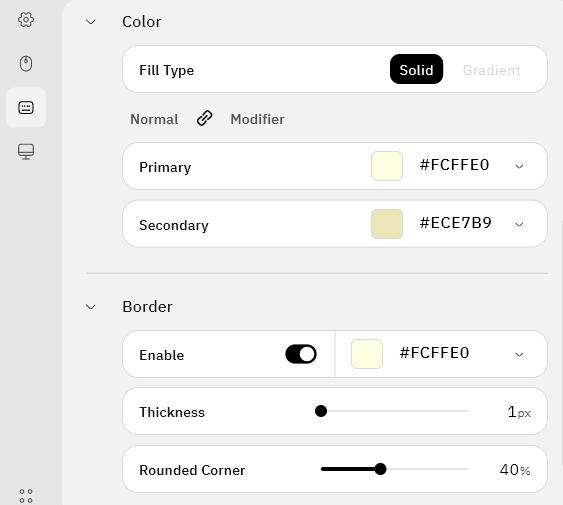 Color
Fill Type Solid Gradient
Normal Modifier
Primary #FCFFE0
Secondary #ECE7B9
Border
Enable #FCFFE0
Thickness 1px
Rounded Corner 40%